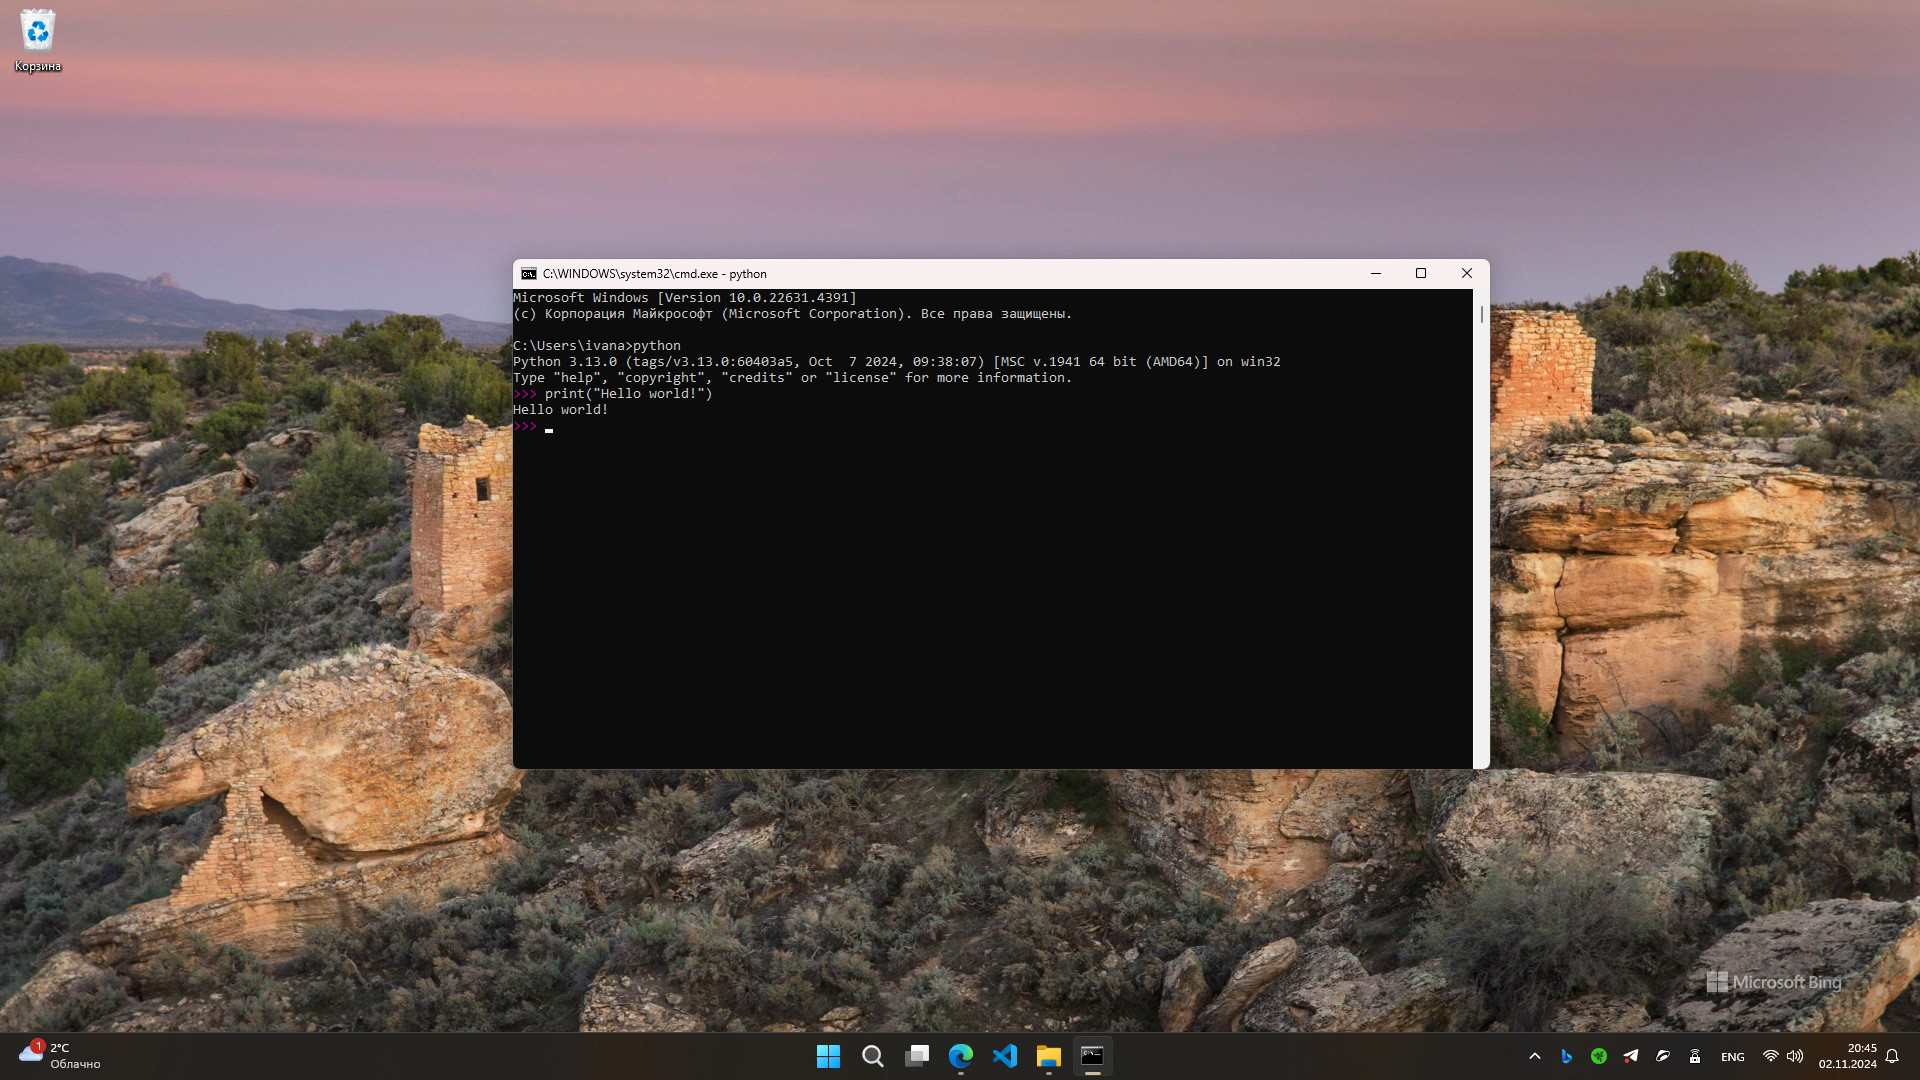 Корзина
C:\WINDOWS\system32\cmd.exe - python
Microsoft Windows [Version 10.0.22631.4391]
(c) Корпорация Майкрософт (Microsoft Corporation). Все права защищены.
C:\Users\ivana>python
Python 3.13.0 (tags/v3.13.0:60403a5, Oct  7 2024, 09:38:07) [MSC v.1941 64 bit (AMD64)] on win32
Type "help", "copyright", "credits" or "license" for more information.
>>> print("Hello world!")
Hello world!
>>>
Microsoft Bing
1
2°C
Облачно
ENG
20:45
02.11.2024